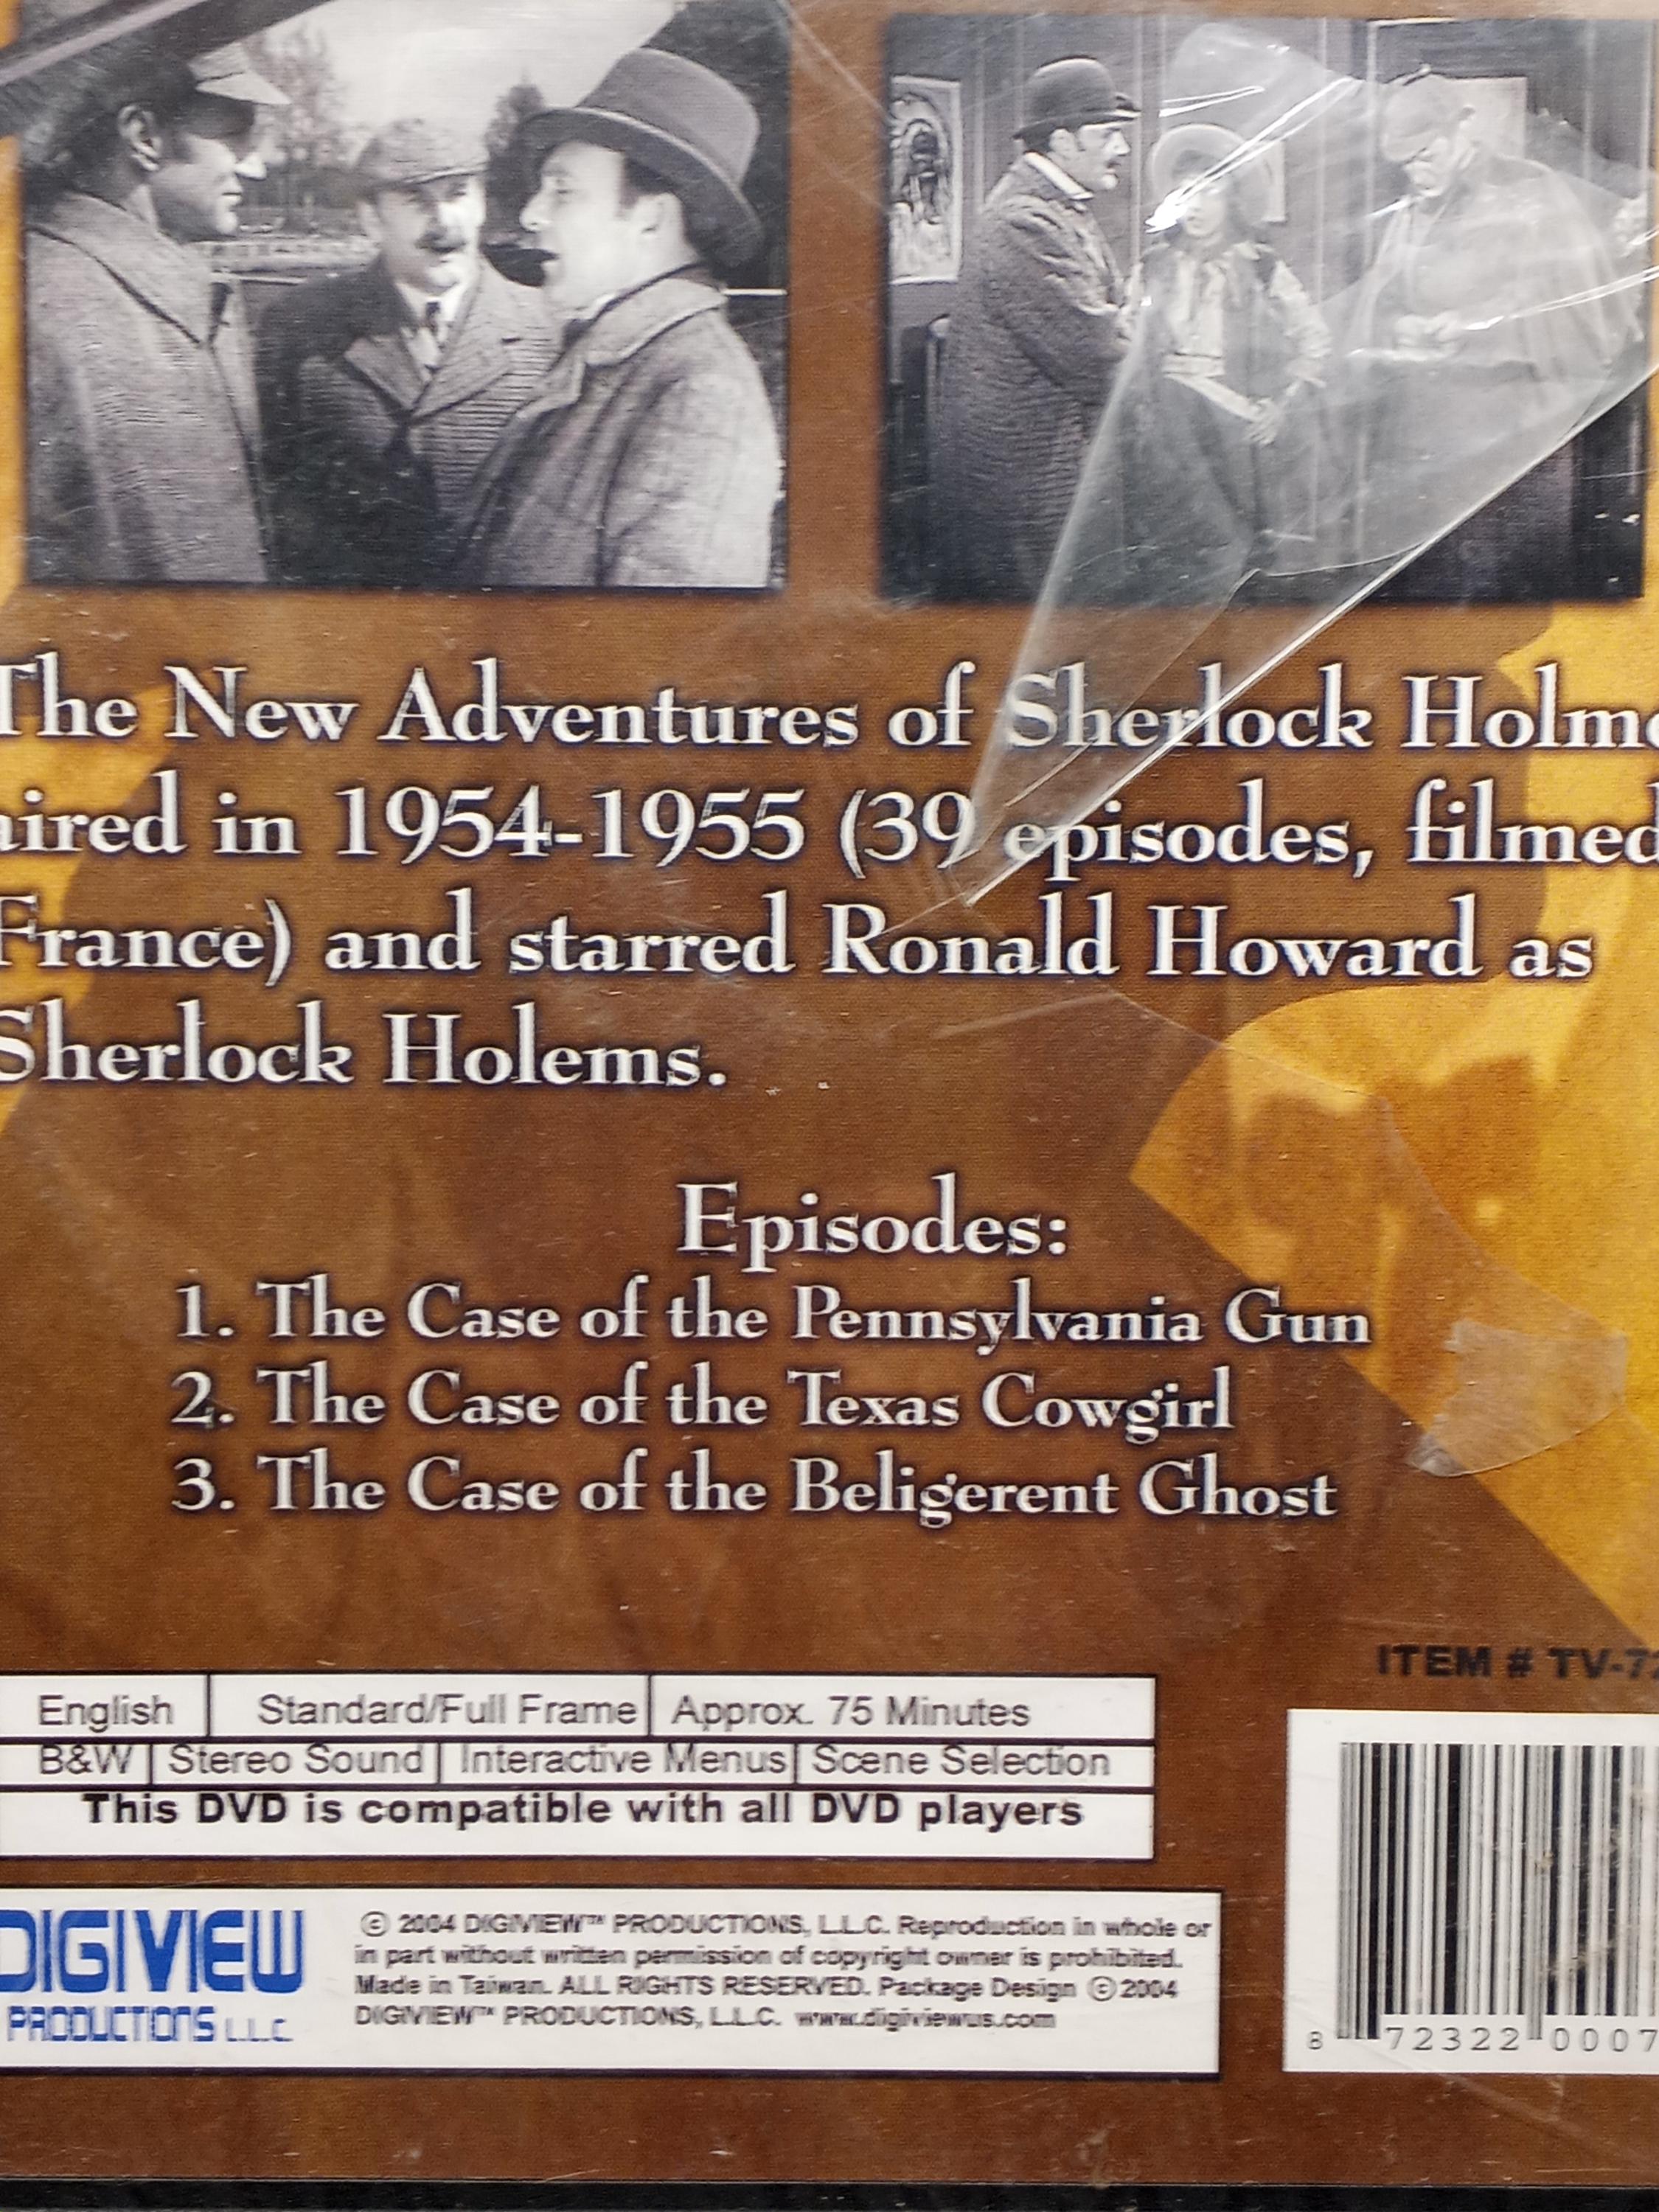 The New Adventures of Sherlock Holme
aired in 1954-1955 (39 episodes, filmed
France) and starred Ronald Howard as
Sherlock Holems.
Episodes:
1. The Case of the Pennsylvania Gun
2. The Case of the Texas Cowgirl
3. The Case of the Beligerent Ghost
ITEM # TV-72
English Standard/Full Frame Approx. 75 Minutes
B&W Stereo Sound Interactive Menus Scene Selection
This DVD is compatible with all DVD players
DIGIVIEW
PRODUCTIONS L.L.C.
© 2004 DIGIVIEW™ PRODUCTIONS, L.L.C. Reproduction in whole or
in part without written permission of copyright owner is prohibited.
Made in Taiwan. ALL RIGHTS RESERVED. Package Design © 2004
DIGIVIEW™ PRODUCTIONS, L.L.C. www.digiviewus.com
8 72322 0007